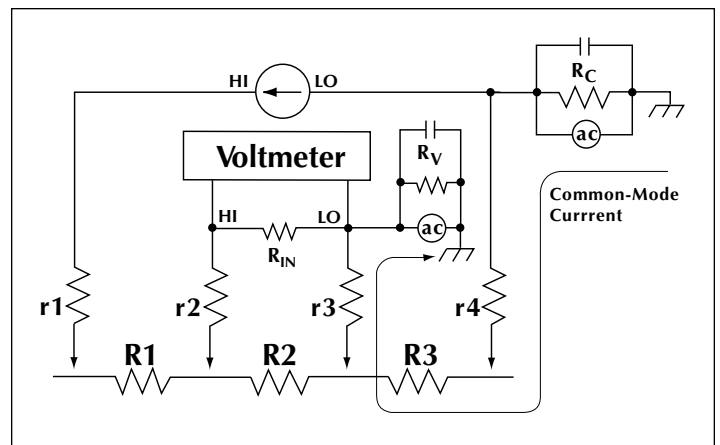 HI LO
R_C
ac
Voltmeter
R_V
HI LO
ac
R_IN
Common-Mode
Currrent
r1 r2 r3 r4
R1 R2 R3